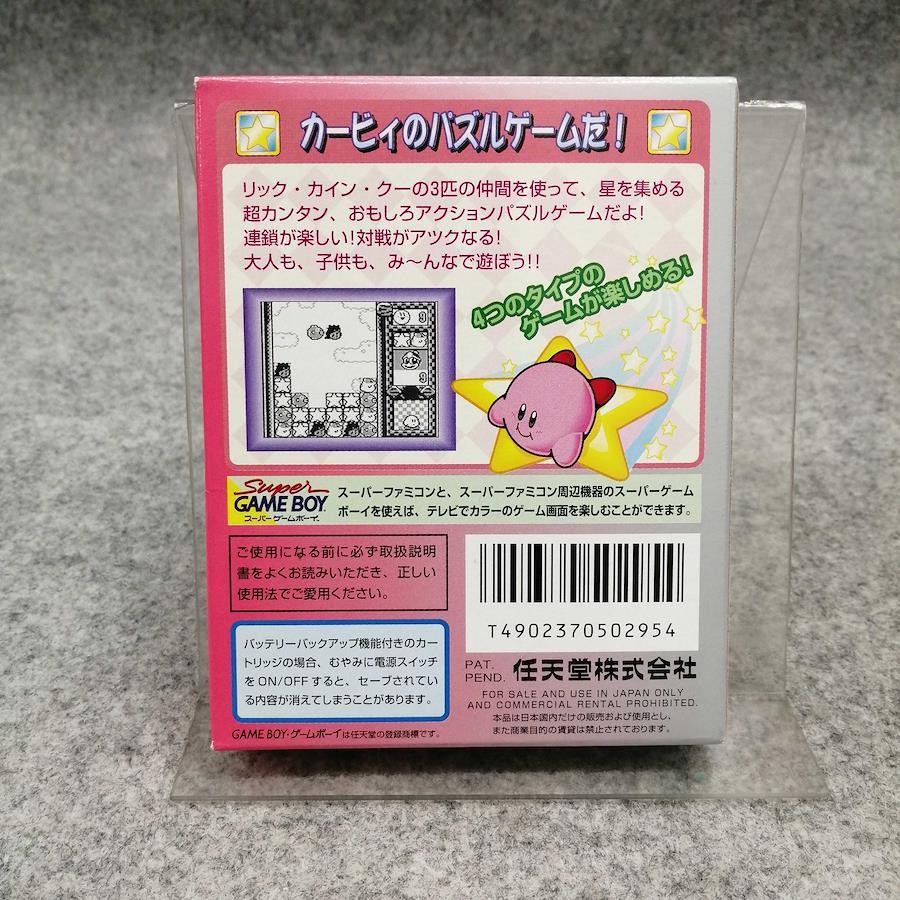 カービィのパズルゲームだ!
リック・カイン・クーの3匹の仲間を使って、星を集める
超カンタン、おもしろアクションパズルゲームだよ!
連鎖が楽しい!対戦がアツクなる!
大人も、子供も、み〜んなで遊ぼう!!
4つのタイプの
ゲームが楽しめる!
9
9
Super
GAME BOY
スーパーゲームボーイ
スーパーファミコンと、スーパーファミコン周辺機器のスーパーゲーム
ボーイを使えば、テレビでカラーのゲーム画面を楽しむことができます。
ご使用になる前に必ず取扱説明
書をよくお読みいただき、正しい
使用法でご愛用ください。
バッテリーバックアップ機能付きのカー
トリッジの場合、むやみに電源スイッチ
をON/OFFすると、セーブされてい
る内容が消えてしまうことがあります。
GAME BOY・ゲームボーイは任天堂の登録商標です。
T4902370502954
PAT.
PEND.
任天堂株式会社
FOR SALE AND USE IN JAPAN ONLY
AND COMMERCIAL RENTAL PROHIBITED.
本品は日本国内だけの販売および使用とし、
また商業目的の賃貸は禁止されております。